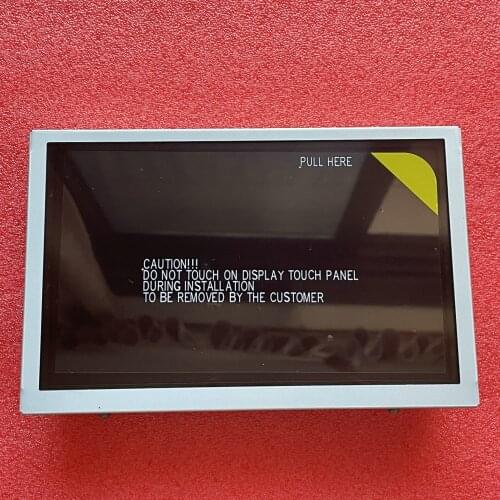 PULL HERE
CAUTION!!!
DO NOT TOUCH ON DISPLAY TOUCH PANEL
DURING INSTALLATION
TO BE REMOVED BY THE CUSTOMER